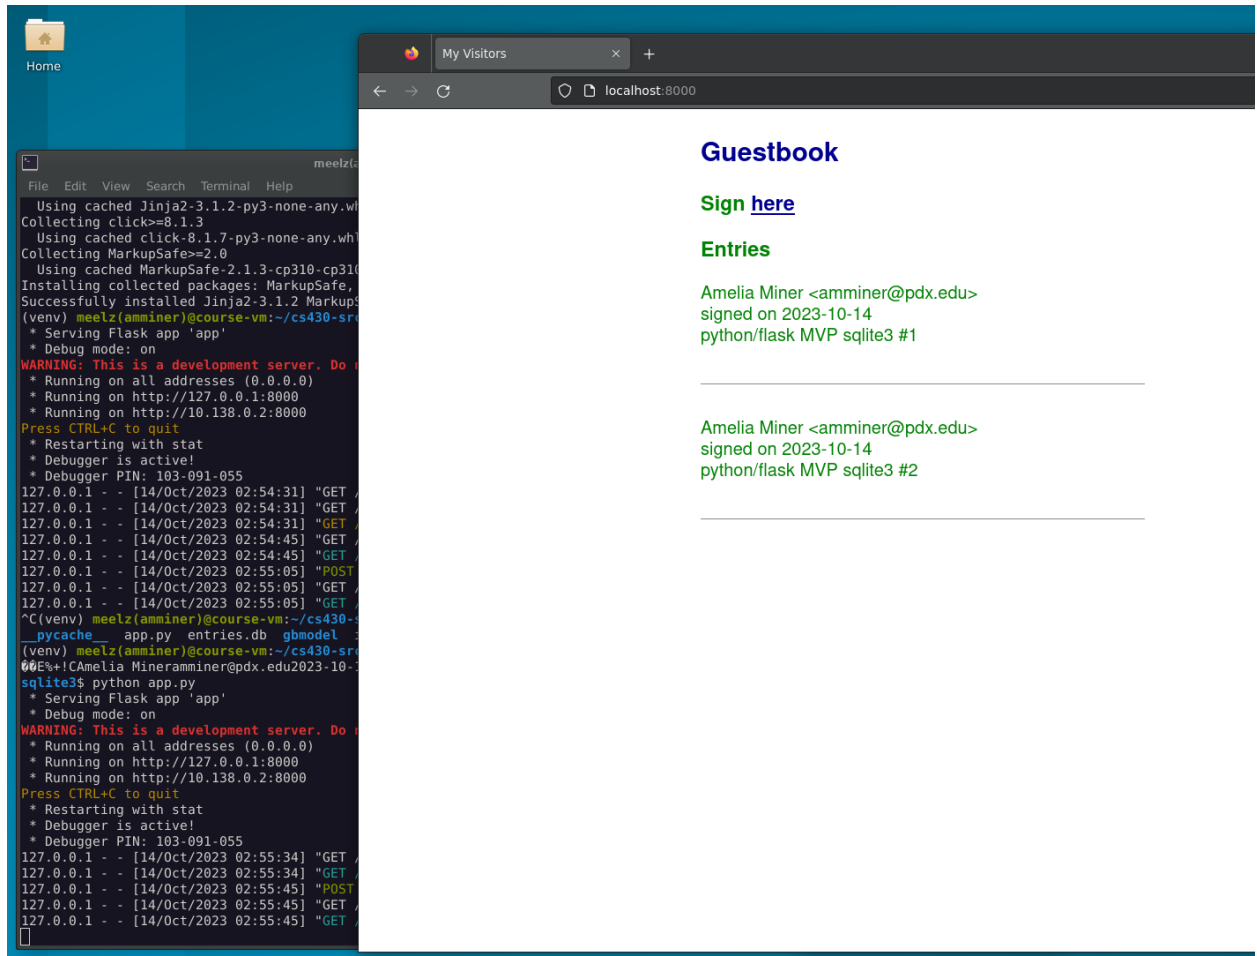 Home
My Visitors
localhost:8000
Guestbook
Sign here
Entries
Amelia Miner <amminer@pdx.edu>
signed on 2023-10-14
python/flask MVP sqlite3 #1
Amelia Miner <amminer@pdx.edu>
signed on 2023-10-14
python/flask MVP sqlite3 #2
File Edit View Search Terminal Help
Using cached Jinja2-3.1.2-py3-none-any.wh
Collecting click>=8.1.3
Using cached click-8.1.7-py3-none-any.whl
Collecting MarkupSafe>=2.0
Using cached MarkupSafe-2.1.3-cp310-cp310
Installing collected packages: MarkupSafe,
Successfully installed Jinja2-3.1.2 MarkupS
(venv) meelz(amminer)@course-vm:~/cs430-src
* Serving Flask app 'app'
* Debug mode: on
WARNING: This is a development server. Do
* Running on all addresses (0.0.0.0)
* Running on http://127.0.0.1:8000
* Running on http://10.138.0.2:8000
Press CTRL+C to quit
* Restarting with stat
* Debugger is active!
* Debugger PIN: 103-091-055
127.0.0.1 - - [14/Oct/2023 02:54:31] "GET /
127.0.0.1 - - [14/Oct/2023 02:54:31] "GET /
127.0.0.1 - - [14/Oct/2023 02:54:31] "GET /
127.0.0.1 - - [14/Oct/2023 02:54:45] "GET /
127.0.0.1 - - [14/Oct/2023 02:54:45] "GET /
127.0.0.1 - - [14/Oct/2023 02:55:05] "POST
127.0.0.1 - - [14/Oct/2023 02:55:05] "GET /
127.0.0.1 - - [14/Oct/2023 02:55:05] "GET /
^C(venv) meelz(amminer)@course-vm:~/cs430-s
__pycache__ app.py entries.db gbmodel
(venv) meelz(amminer)@course-vm:~/cs430-src
��E%+!CAmelia Mineramminer@pdx.edu2023-10-1
sqlite3$ python app.py
* Serving Flask app 'app'
* Debug mode: on
WARNING: This is a development server. Do
* Running on all addresses (0.0.0.0)
* Running on http://127.0.0.1:8000
* Running on http://10.138.0.2:8000
Press CTRL+C to quit
* Restarting with stat
* Debugger is active!
* Debugger PIN: 103-091-055
127.0.0.1 - - [14/Oct/2023 02:55:34] "GET /
127.0.0.1 - - [14/Oct/2023 02:55:34] "GET /
127.0.0.1 - - [14/Oct/2023 02:55:45] "POST
127.0.0.1 - - [14/Oct/2023 02:55:45] "GET /
127.0.0.1 - - [14/Oct/2023 02:55:45] "GET /